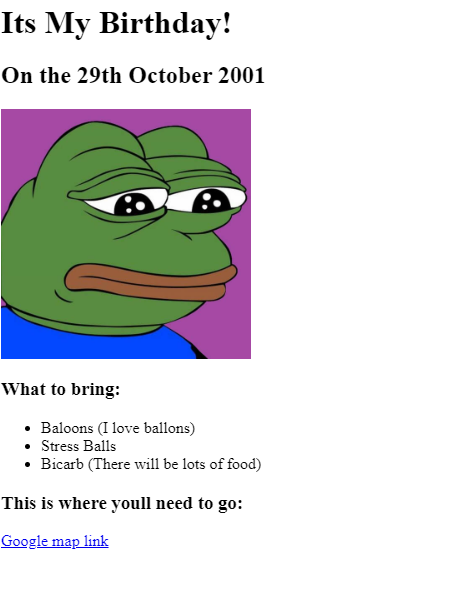 Its My Birthday!
On the 29th October 2001
What to bring:
Baloons (I love ballons)
Stress Balls
Bicarb (There will be lots of food)
This is where youll need to go:
Google map link